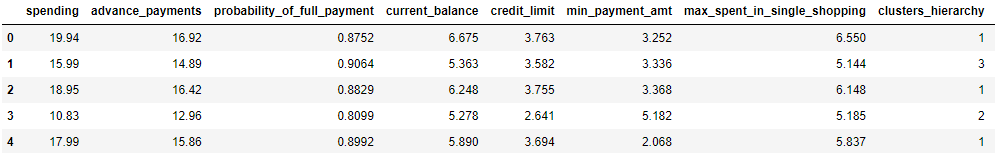 spending advance_payments probability_of_full_payment current_balance credit_limit min_payment_amt max_spent_in_single_shopping clusters_hierarchy
0 19.94 16.92 0.8752 6.675 3.763 3.252 6.550 1
1 15.99 14.89 0.9064 5.363 3.582 3.336 5.144 3
2 18.95 16.42 0.8829 6.248 3.755 3.368 6.148 1
3 10.83 12.96 0.8099 5.278 2.641 5.182 5.185 2
4 17.99 15.86 0.8992 5.890 3.694 2.068 5.837 1